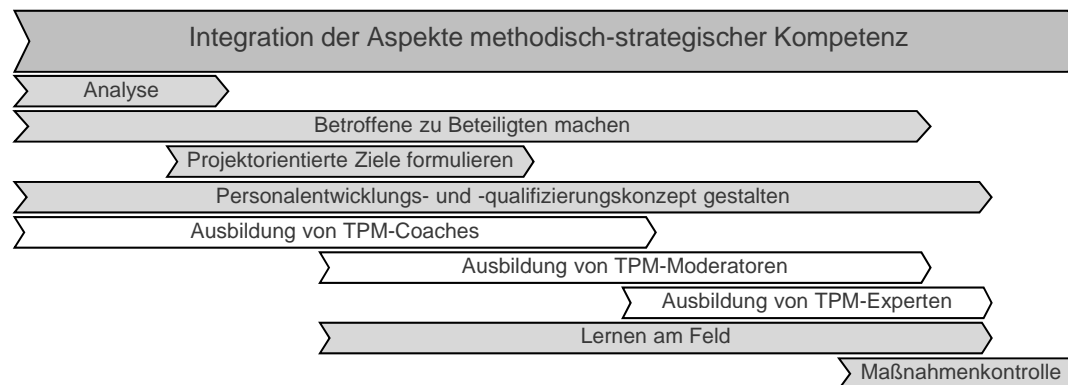 Integration der Aspekte methodisch-strategischer Kompetenz
Analyse
Betroffene zu Beteiligten machen
Projektorientierte Ziele formulieren
Personalentwicklungs- und -qualifizierungskonzept gestalten
Ausbildung von TPM-Coaches
Ausbildung von TPM-Moderatoren
Ausbildung von TPM-Experten
Lernen am Feld
Maßnahmenkontrolle